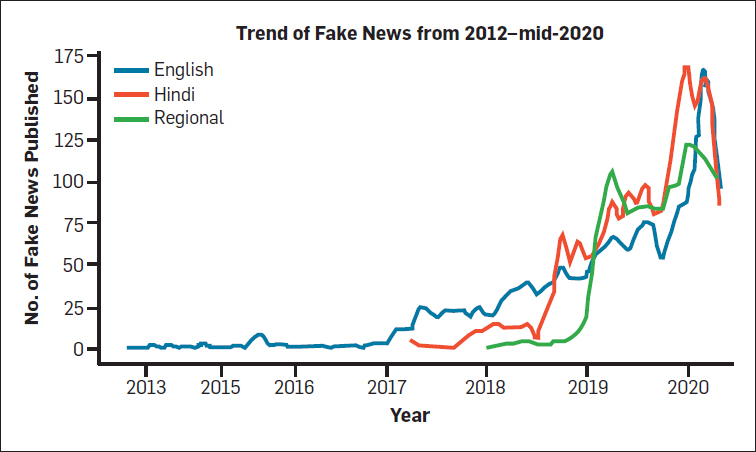 Trend of Fake News from 2012–mid-2020
No. of Fake News Published
175
150
125
100
75
50
25
0
English
Hindi
Regional
2013 2015 2016 2017 2018 2019 2020
Year